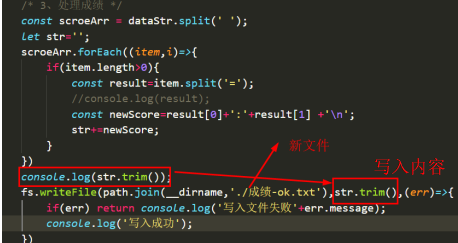 /* 3、处理成绩 */
const scroeArr = dataStr.split(' ');
let str='';
scroeArr.forEach((item,i)=>{
if(item.length>0){
const result=item.split('=');
//console.log(result);
const newScore=result[0]+':'+result[1] +'\n';
str+=newScore;
}
})
新文件
写入内容
console.log(str.trim());
fs.writeFile(path.join(__dirname,'./成绩-ok.txt'),str.trim(),(err)=>{
if(err) return console.log('写入文件失败'+err.message);
console.log('写入成功');
})